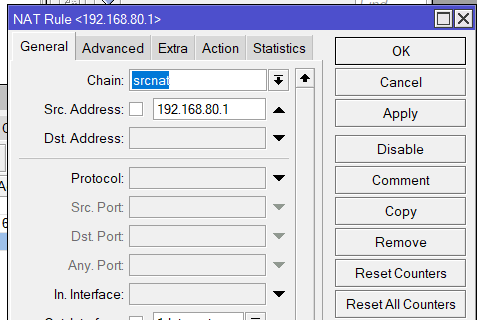 NAT Rule <192.168.80.1>
General Advanced Extra Action Statistics
Chain: srcnat
Src. Address: 192.168.80.1
Dst. Address:
Protocol:
Src. Port:
Dst. Port:
Any. Port:
In. Interface:
OK
Cancel
Apply
Disable
Comment
Copy
Remove
Reset Counters
Reset All Counters